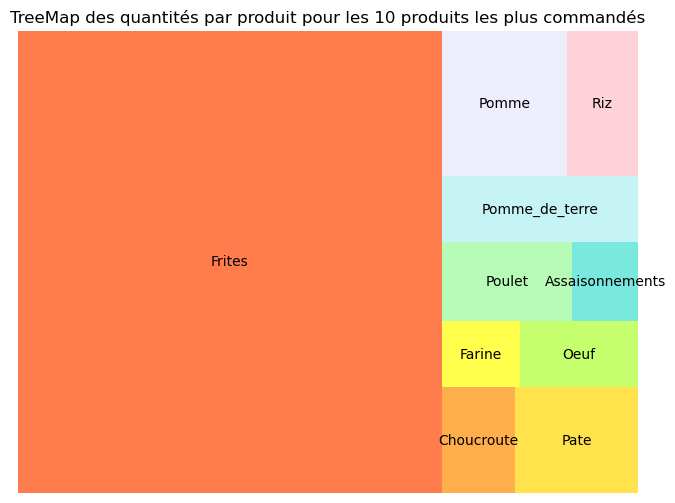 TreeMap des quantités par produit pour les 10 produits les plus commandés
Pomme
Riz
Pomme_de_terre
Frites
Poulet
Assaisonnements
Farine
Oeuf
Choucroute
Pate